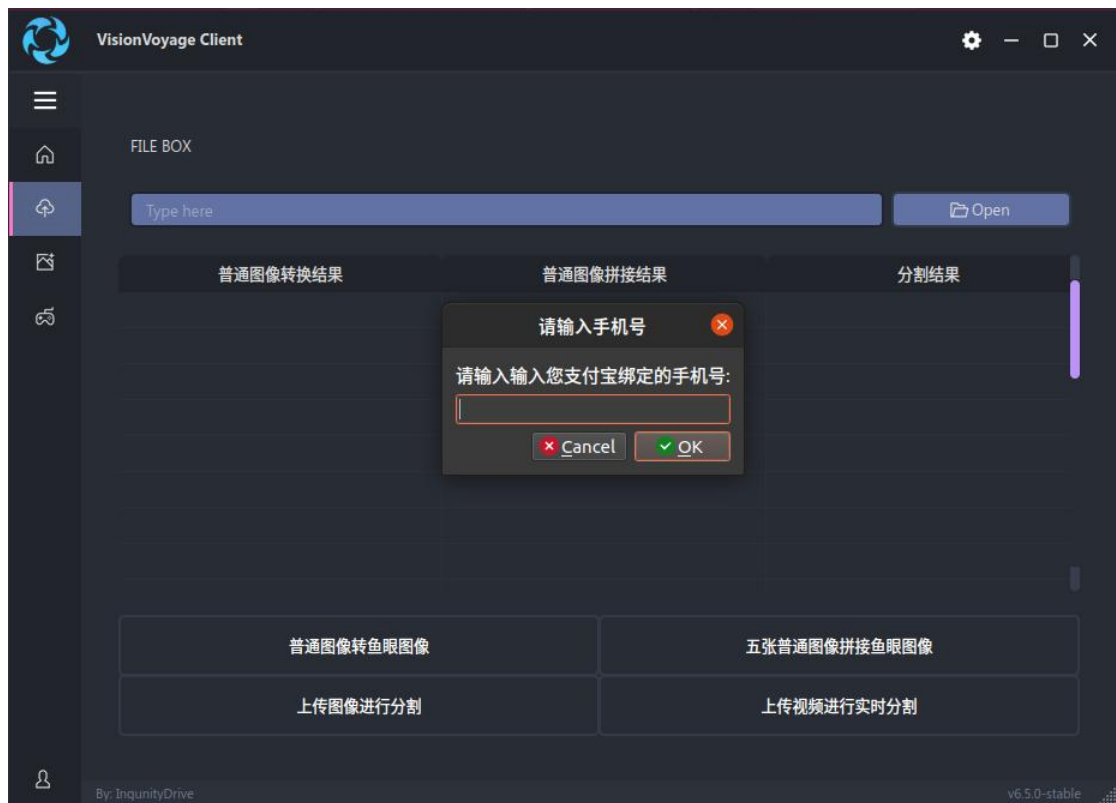 VisionVoyage Client
FILE BOX
Type here
Open
普通图像转换结果
普通图像拼接结果
分割结果
请输入手机号
请输入输入您支付宝绑定的手机号:
Cancel
OK
普通图像转鱼眼图像
五张普通图像拼接鱼眼图像
上传图像进行分割
上传视频进行实时分割
By: InqunityDrive
v6.5.0-stable